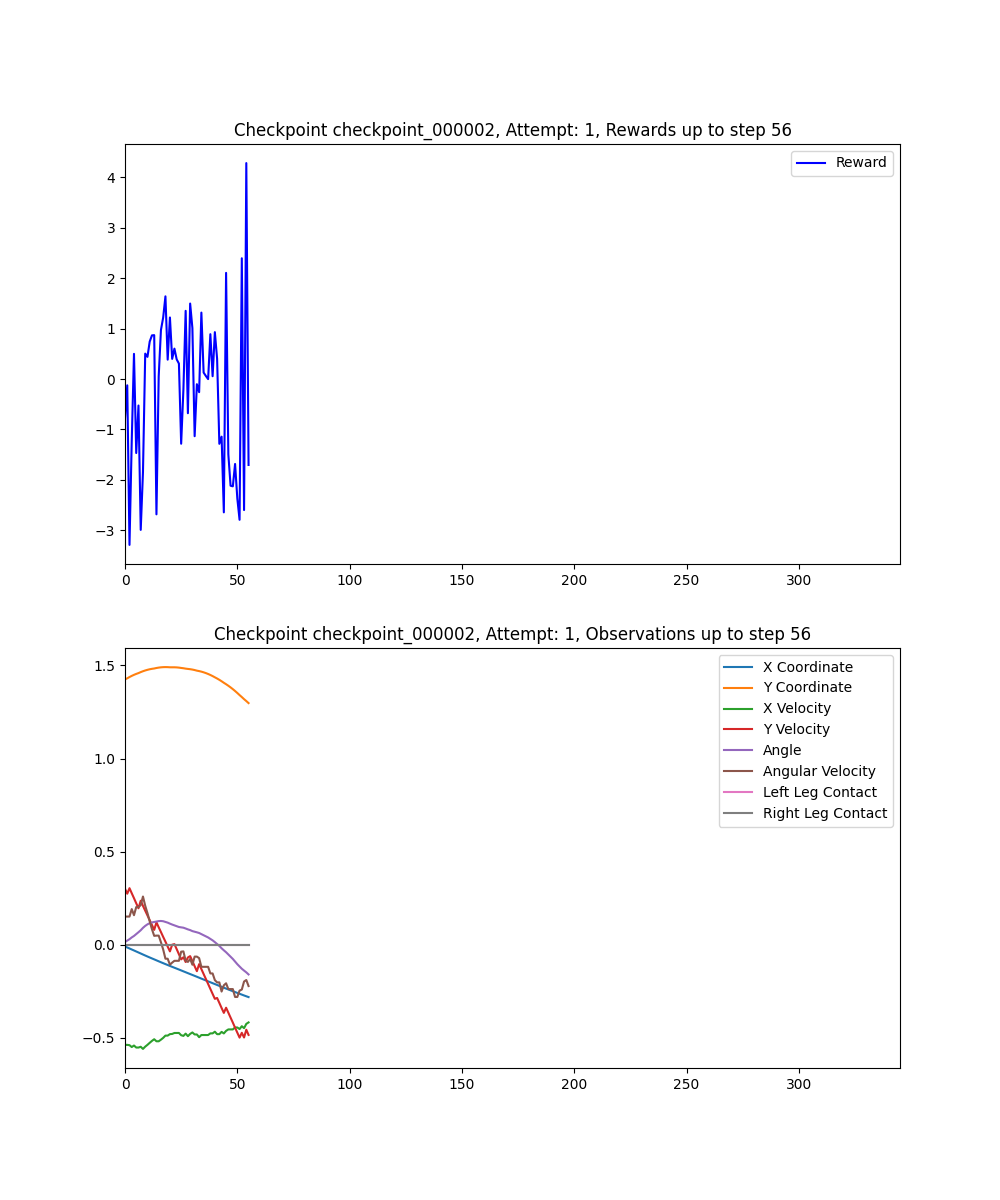 Checkpoint checkpoint_000002, Attempt: 1, Rewards up to step 56
Reward
4
3
2
1
0
−1
−2
−3
0 50 100 150 200 250 300
Checkpoint checkpoint_000002, Attempt: 1, Observations up to step 56
X Coordinate
Y Coordinate
X Velocity
Y Velocity
Angle
Angular Velocity
Left Leg Contact
Right Leg Contact
1.5
1.0
0.5
0.0
−0.5
0 50 100 150 200 250 300